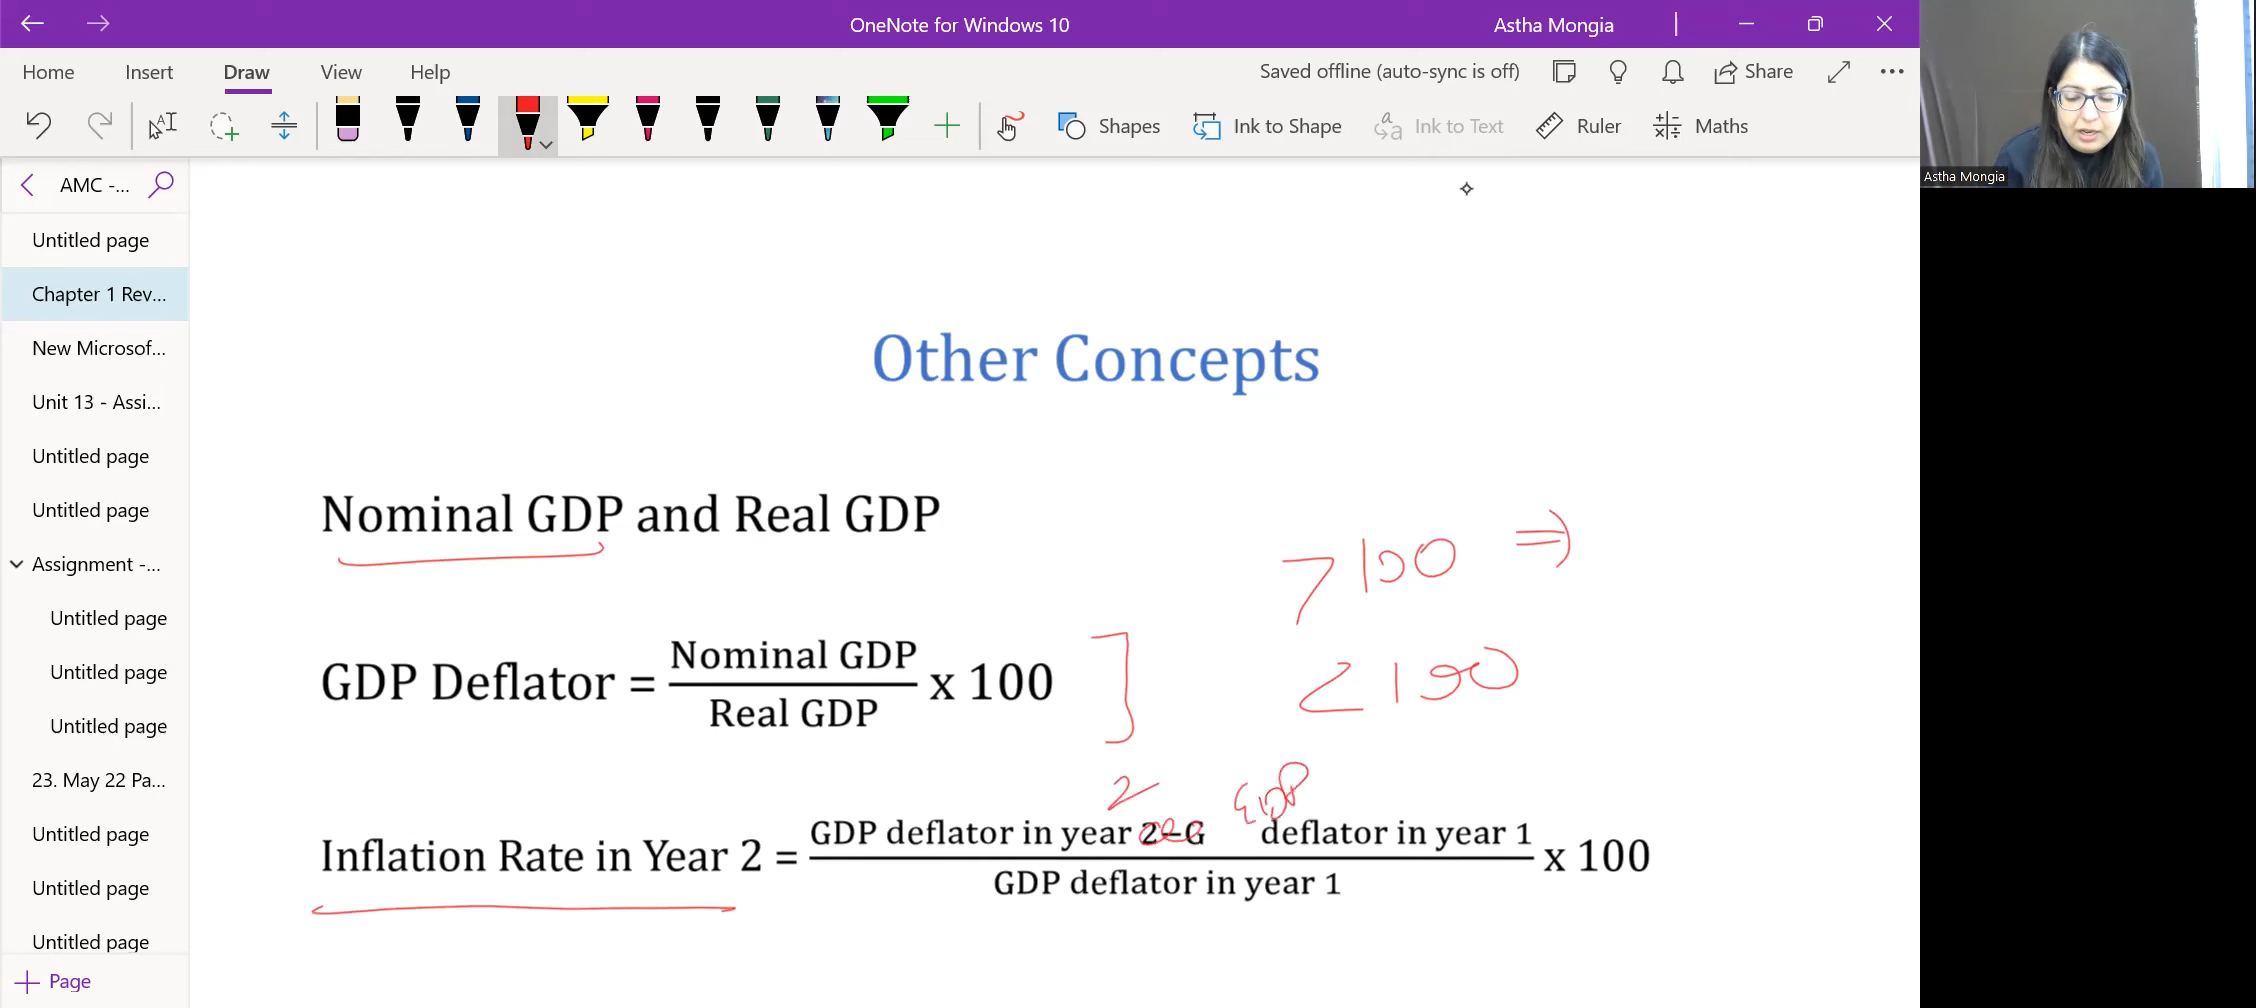 OneNote for Windows 10
Astha Mongia
Home Insert Draw View Help
Saved offline (auto-sync is off)
Share
Shapes
Ink to Shape
Ink to Text
Ruler
Maths
Astha Mongia
AMC -...
Untitled page
Chapter 1 Rev...
New Microsof...
Unit 13 - Assi...
Untitled page
Untitled page
Assignment -...
Untitled page
Untitled page
Untitled page
23. May 22 Pa...
Untitled page
Untitled page
Untitled page
Page
Other Concepts
Nominal GDP and Real GDP
7 100 ⇒
GDP Deflator = Nominal GDP / Real GDP x 100
< 100
2 GDP
Inflation Rate in Year 2 = GDP deflator in year 2−G deflator in year 1 / GDP deflator in year 1 x 100